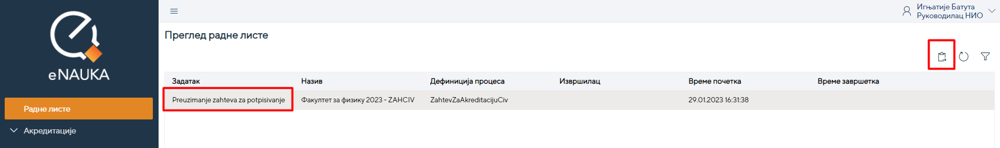 Игњатије Батута
Руководилац НИО
Преглед радне листе
eNAUKA
Задатак Назив Дефиниција процеса Извршилац Време почетка Време завршетка
Preuzimanje zahteva za potpisivanje Факултет за физику 2023 - ZAHCIV ZahtevZaAkreditacijuCiv 29.01.2023 16:31:38
Радне листе
Акредитације